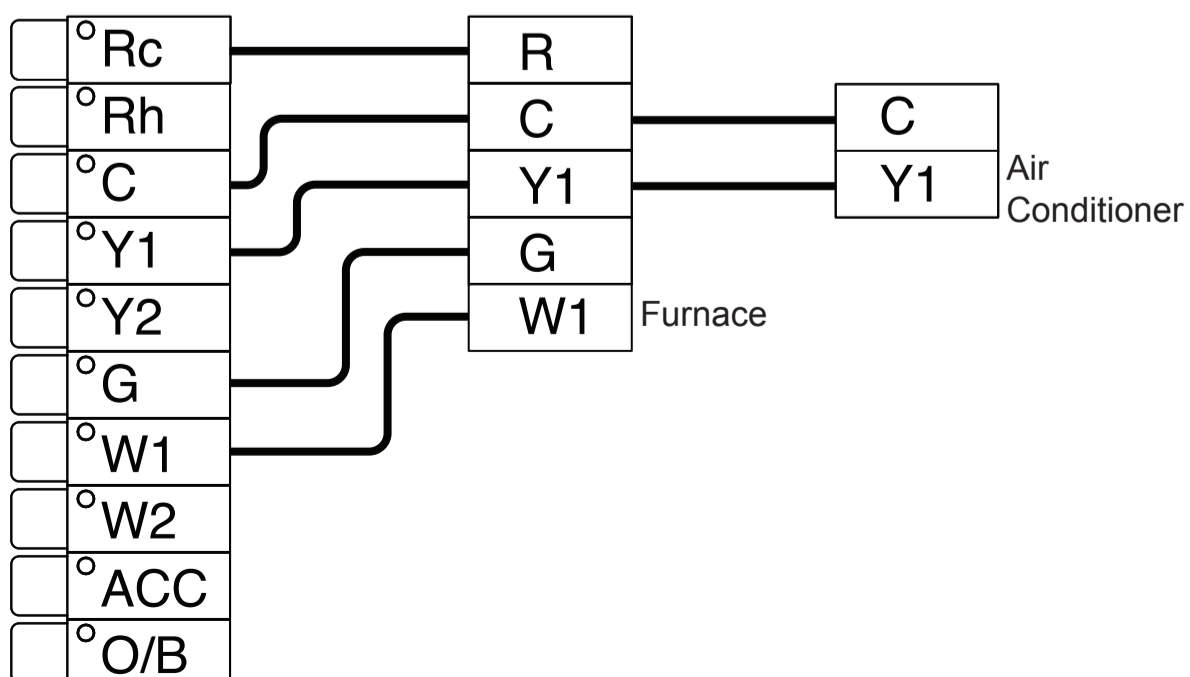 Rc
Rh
C
Y1
Y2
G
W1
W2
ACC
O/B
R
C
Y1
G
W1
Furnace
C
Y1
Air
Conditioner